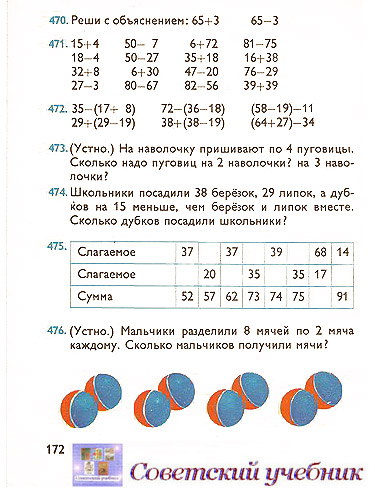 470. Реши с объяснением: 65+3 65−3
471. 15+4 50− 7 6+72 81−75
18−4 50−27 35+18 16+38
32+8 6+30 47−20 76−29
27−3 80−67 82−56 39+39
472. 35−(17+ 8) 72−(36−18) (58−19)−11
29+(29−19) 38+(38−19) (64+27)−34
473. (Устно.) На наволочку пришивают по 4 пуговицы.
Сколько надо пуговиц на 2 наволочки? на 3 наво-
лочки?
474. Школьники посадили 38 берёзок, 29 липок, а дуб-
ков на 15 меньше, чем берёзок и липок вместе.
Сколько дубков посадили школьники?
475.
Слагаемое 37 37 39 68 14
Слагаемое 20 35 35 17
Сумма 52 57 62 73 74 75 91
476. (Устно.) Мальчики разделили 8 мячей по 2 мяча
каждому. Сколько мальчиков получили мячи?
172
Советский учебник